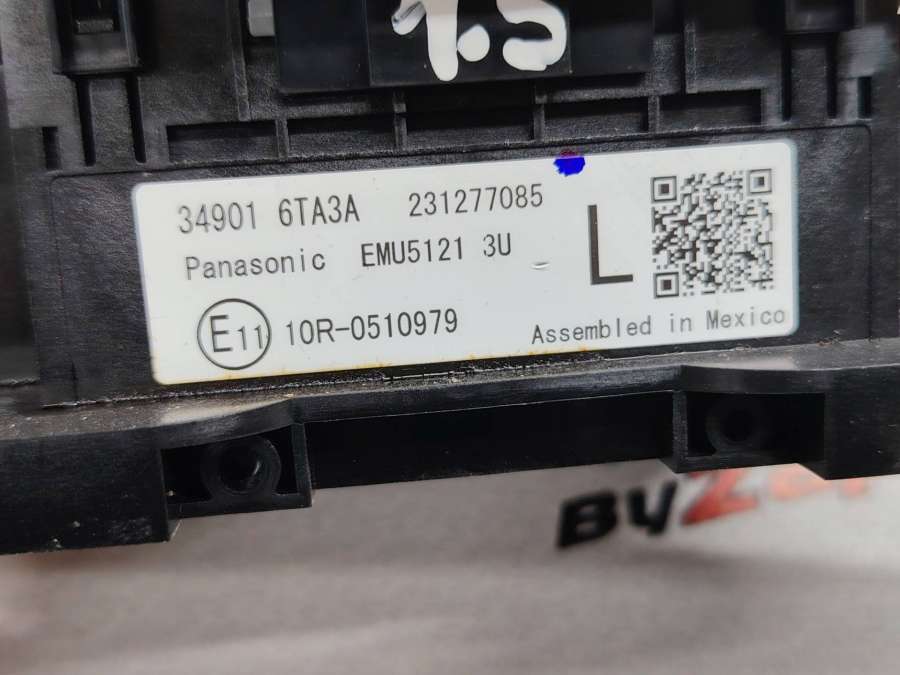 1.5
34901 6TA3A 231277085
Panasonic EMU5121 3U
L
E11 10R-0510979
Assembled in Mexico